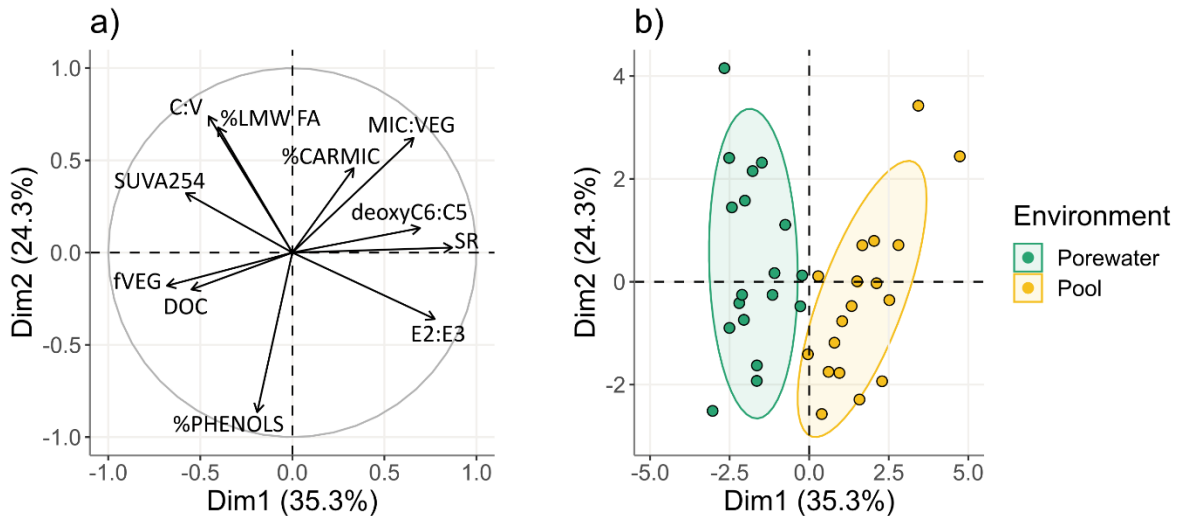 a)
C:V
%LMW FA
MIC:VEG
%CARMIC
SUVA254
deoxyC6:C5
SR
fVEG
DOC
E2:E3
%PHENOLS
1.0
0.5
0.0
-0.5
-1.0
Dim2 (24.3%)
-1.0
-0.5
0.0
0.5
1.0
Dim1 (35.3%)
b)
4
2
0
-2
Dim2 (24.3%)
-5.0
-2.5
0.0
2.5
5.0
Dim1 (35.3%)
Environment
Porewater
Pool